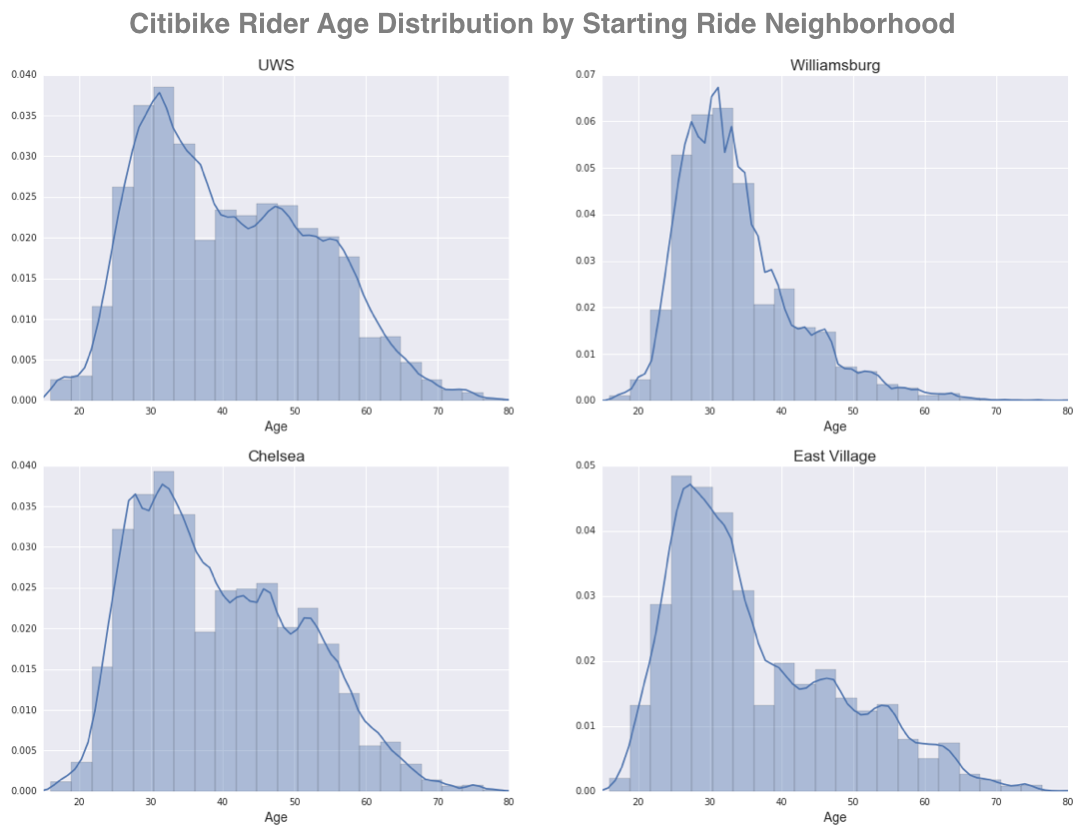 Citibike Rider Age Distribution by Starting Ride Neighborhood
UWS
0.040
0.035
0.030
0.025
0.020
0.015
0.010
0.005
0.000
20 30 40 50 60 70 80
Age
Williamsburg
0.07
0.06
0.05
0.04
0.03
0.02
0.01
0.00
20 30 40 50 60 70 80
Age
Chelsea
0.040
0.035
0.030
0.025
0.020
0.015
0.010
0.005
0.000
20 30 40 50 60 70 80
Age
East Village
0.05
0.04
0.03
0.02
0.01
0.00
20 30 40 50 60 70 80
Age